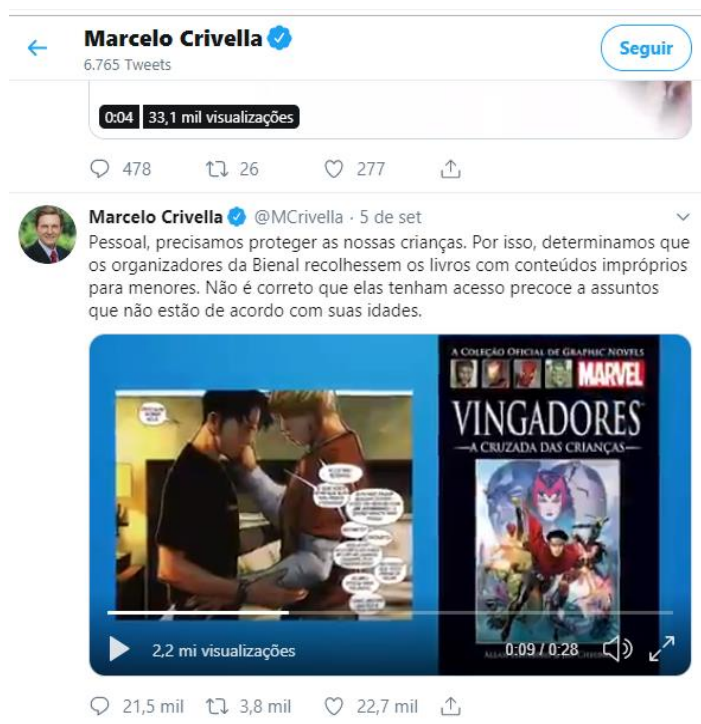 Marcelo Crivella
6.765 Tweets
Seguir
0:04 33,1 mil visualizações
478 26 277
Marcelo Crivella @MCrivella · 5 de set
Pessoal, precisamos proteger as nossas crianças. Por isso, determinamos que
os organizadores da Bienal recolhessem os livros com conteúdos impróprios
para menores. Não é correto que elas tenham acesso precoce a assuntos
que não estão de acordo com suas idades.
A COLEÇÃO OFICIAL DE GRAPHIC NOVELS
MARVEL
VINGADORES
A CRUZADA DAS CRIANÇAS
2,2 mi visualizações
0:09 / 0:28
21,5 mil 3,8 mil 22,7 mil